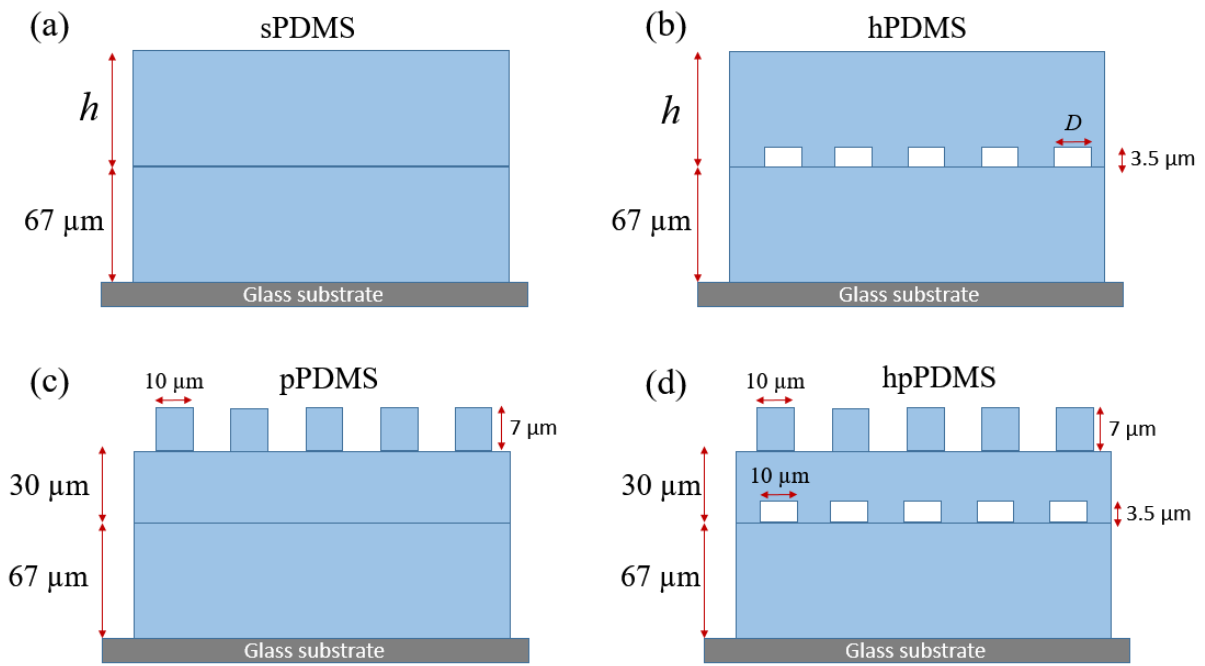 (a)
sPDMS
h
67 µm
Glass substrate
(b)
hPDMS
h
D
3.5 µm
67 µm
Glass substrate
(c)
pPDMS
10 µm
7 µm
30 µm
67 µm
Glass substrate
(d)
hpPDMS
10 µm
7 µm
30 µm
10 µm
3.5 µm
67 µm
Glass substrate